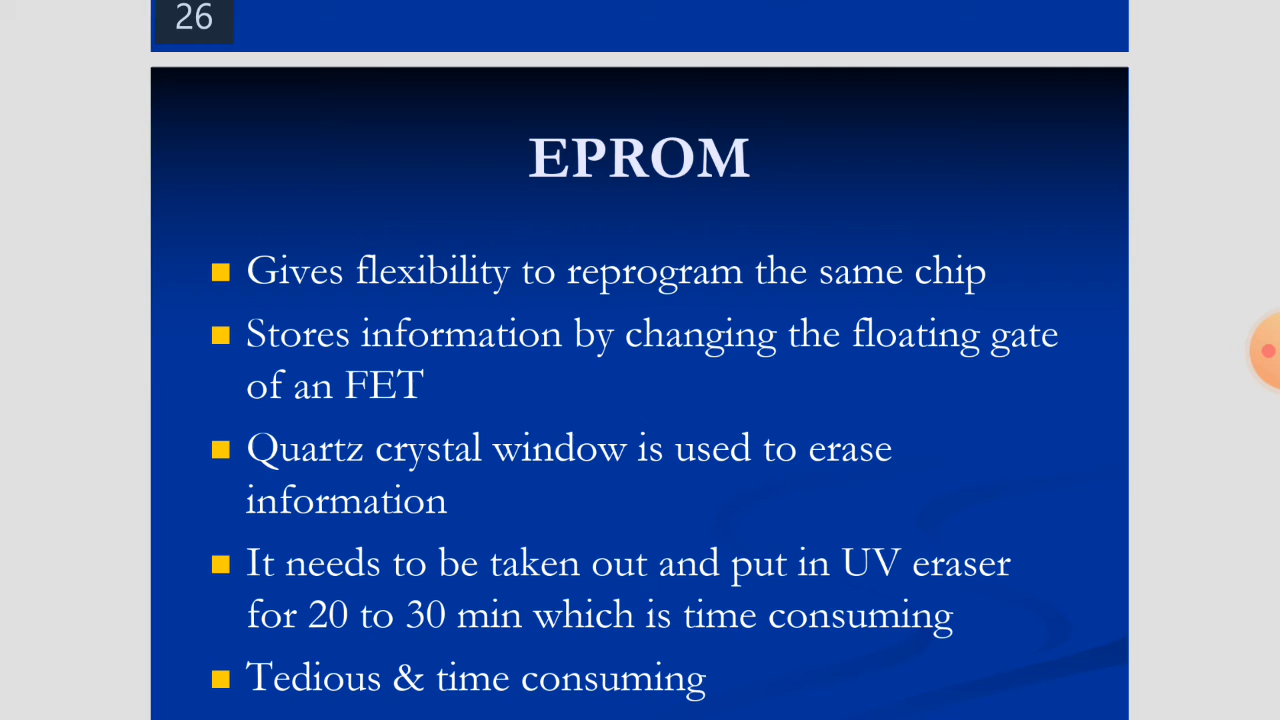 26
EPROM
Gives flexibility to reprogram the same chip
Stores information by changing the floating gate
of an FET
Quartz crystal window is used to erase
information
It needs to be taken out and put in UV eraser
for 20 to 30 min which is time consuming
Tedious & time consuming